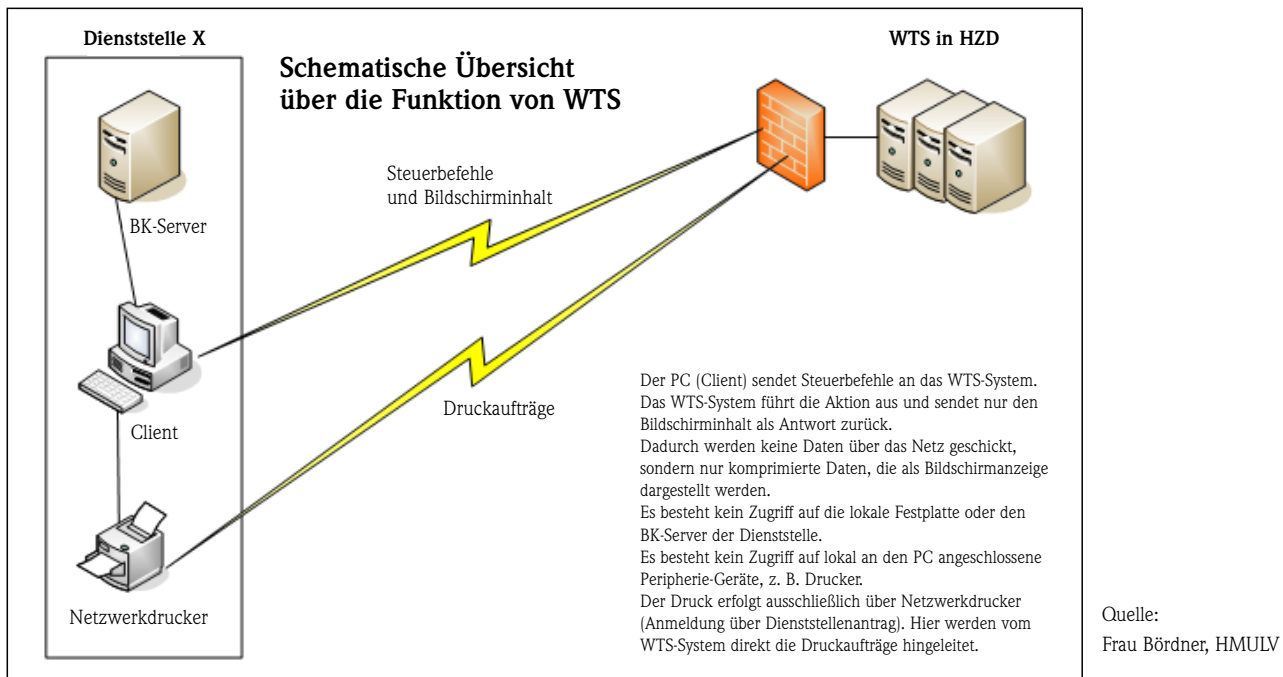 Dienststelle X
WTS in HZD
Schematische Übersicht
über die Funktion von WTS
Steuerbefehle
und Bildschirminhalt
BK-Server
Client
Druckaufträge
Netzwerkdrucker
Der PC (Client) sendet Steuerbefehle an das WTS-System.
Das WTS-System führt die Aktion aus und sendet nur den
Bildschirminhalt als Antwort zurück.
Dadurch werden keine Daten über das Netz geschickt,
sondern nur komprimierte Daten, die als Bildschirmanzeige
dargestellt werden.
Es besteht kein Zugriff auf die lokale Festplatte oder den
BK-Server der Dienststelle.
Es besteht kein Zugriff auf lokal an den PC angeschlossene
Peripherie-Geräte, z. B. Drucker.
Der Druck erfolgt ausschließlich über Netzwerkdrucker
(Anmeldung über Dienststellenantrag). Hier werden vom
WTS-System direkt die Druckaufträge hingeleitet.
Quelle:
Frau Bördner, HMULV